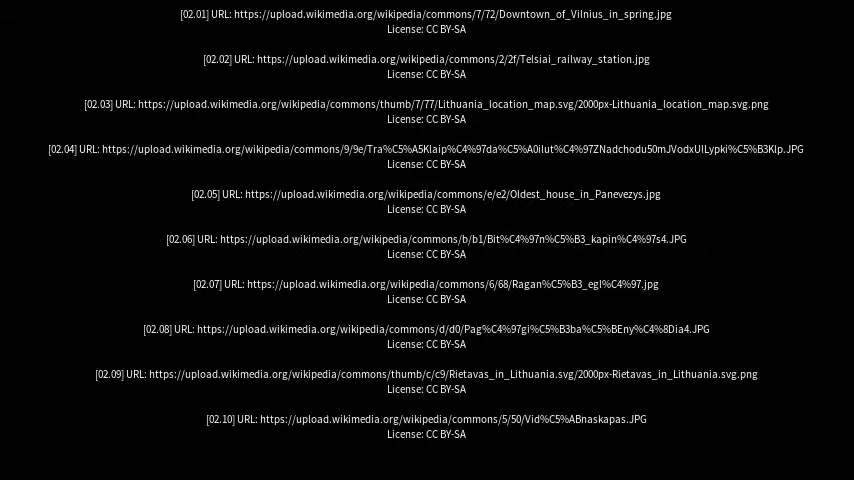 [02.01] URL: https://upload.wikimedia.org/wikipedia/commons/7/72/Downtown_of_Vilnius_in_spring.jpg
License: CC BY-SA
[02.02] URL: https://upload.wikimedia.org/wikipedia/commons/2/2f/Telsiai_railway_station.jpg
License: CC BY-SA
[02.03] URL: https://upload.wikimedia.org/wikipedia/commons/thumb/7/77/Lithuania_location_map.svg/2000px-Lithuania_location_map.svg.png
License: CC BY-SA
[02.04] URL: https://upload.wikimedia.org/wikipedia/commons/9/9e/Tra%C5%A5Klaip%C4%97da%C5%A0ilut%C4%97ZNadchodu50mJVodxUlLypki%C5%B3Klp.JPG
License: CC BY-SA
[02.05] URL: https://upload.wikimedia.org/wikipedia/commons/e/e2/Oldest_house_in_Panevezys.jpg
License: CC BY-SA
[02.06] URL: https://upload.wikimedia.org/wikipedia/commons/b/b1/Bit%C4%97n%C5%B3_kapin%C4%97s4.JPG
License: CC BY-SA
[02.07] URL: https://upload.wikimedia.org/wikipedia/commons/6/68/Ragan%C5%B3_egl%C4%97.jpg
License: CC BY-SA
[02.08] URL: https://upload.wikimedia.org/wikipedia/commons/d/d0/Pag%C4%97gi%C5%B3ba%C5%BEny%C4%8Dia4.JPG
License: CC BY-SA
[02.09] URL: https://upload.wikimedia.org/wikipedia/commons/thumb/c/c9/Rietavas_in_Lithuania.svg/2000px-Rietavas_in_Lithuania.svg.png
License: CC BY-SA
[02.10] URL: https://upload.wikimedia.org/wikipedia/commons/5/50/Vid%C5%ABnaskapas.JPG
License: CC BY-SA